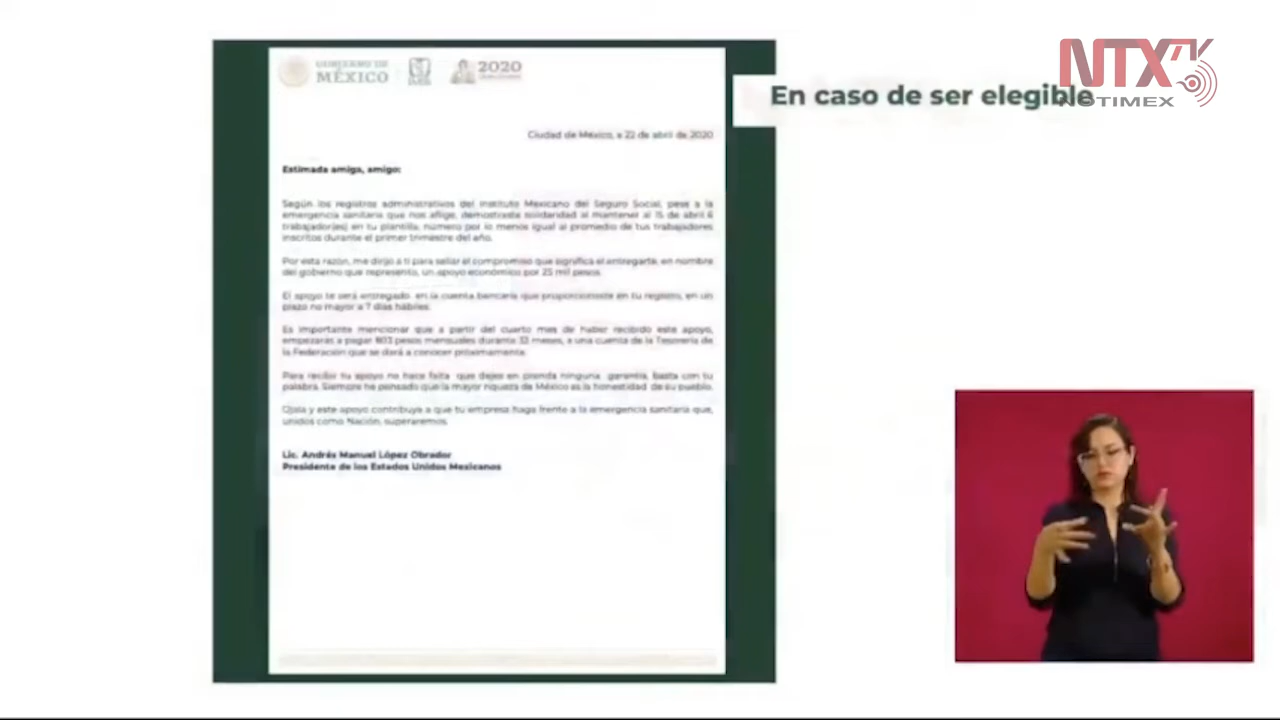 GOBIERNO DE
MÉXICO
IMSS
2020
NTX TV
NOTIMEX
En caso de ser elegible
Ciudad de México, a 22 de abril de 2020
Estimada amiga, amigo:
Según los registros administrativos del Instituto Mexicano del Seguro Social, pese a la
emergencia sanitaria que nos aflige, demostraste solidaridad al mantener al 15 de abril 6
trabajador(es) en tu plantilla, número por lo menos igual al promedio de tus trabajadores
inscritos durante el primer trimestre del año.
Por esta razón, me dirijo a ti para sellar el compromiso que significa el entregarte, en nombre
del gobierno que represento, un apoyo económico por 25 mil pesos.
El apoyo te será entregado en la cuenta bancaria que proporcionaste en tu registro, en un
plazo no mayor a 7 días hábiles.
Es importante mencionar que a partir del cuarto mes de haber recibido este apoyo,
empezarás a pagar 803 pesos mensuales durante 33 meses, a una cuenta de la Tesorería de
la Federación que se dará a conocer próximamente.
Para recibir tu apoyo no hace falta que dejes en prenda ninguna garantía, basta con tu
palabra. Siempre he pensado que la mayor riqueza de México es la honestidad de su pueblo.
Ojalá y este apoyo contribuya a que tu empresa haga frente a la emergencia sanitaria que,
unidos como Nación, superaremos.
Lic. Andrés Manuel López Obrador
Presidente de los Estados Unidos Mexicanos